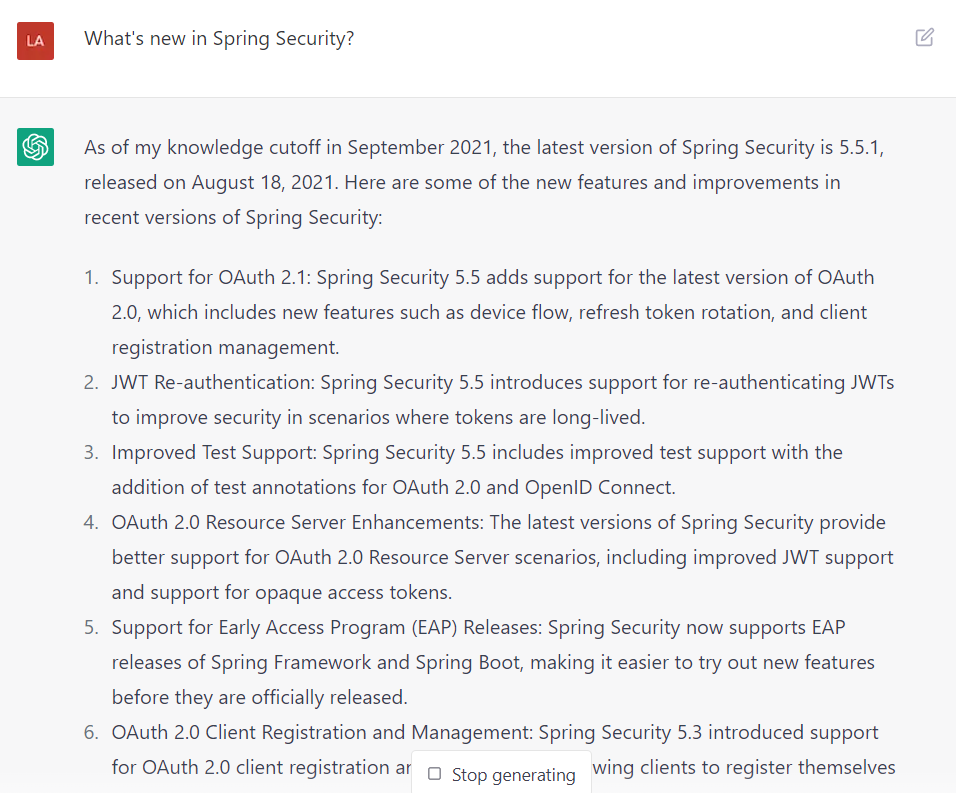 LA
What's new in Spring Security?
As of my knowledge cutoff in September 2021, the latest version of Spring Security is 5.5.1,
released on August 18, 2021. Here are some of the new features and improvements in
recent versions of Spring Security:
1. Support for OAuth 2.1: Spring Security 5.5 adds support for the latest version of OAuth
2.0, which includes new features such as device flow, refresh token rotation, and client
registration management.
2. JWT Re-authentication: Spring Security 5.5 introduces support for re-authenticating JWTs
to improve security in scenarios where tokens are long-lived.
3. Improved Test Support: Spring Security 5.5 includes improved test support with the
addition of test annotations for OAuth 2.0 and OpenID Connect.
4. OAuth 2.0 Resource Server Enhancements: The latest versions of Spring Security provide
better support for OAuth 2.0 Resource Server scenarios, including improved JWT support
and support for opaque access tokens.
5. Support for Early Access Program (EAP) Releases: Spring Security now supports EAP
releases of Spring Framework and Spring Boot, making it easier to try out new features
before they are officially released.
6. OAuth 2.0 Client Registration and Management: Spring Security 5.3 introduced support
for OAuth 2.0 client registration wing clients to register themselves
Stop generating